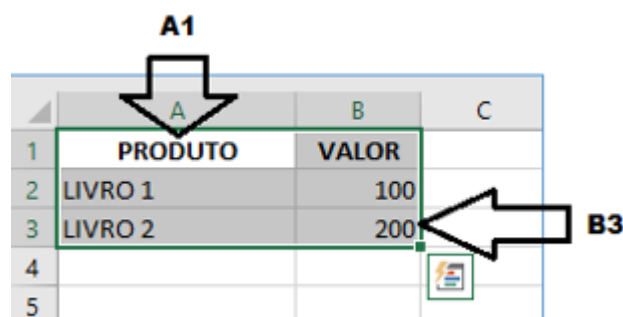 A1
A B C
1 PRODUTO VALOR
2 LIVRO 1 100
3 LIVRO 2 200
B3
4
5